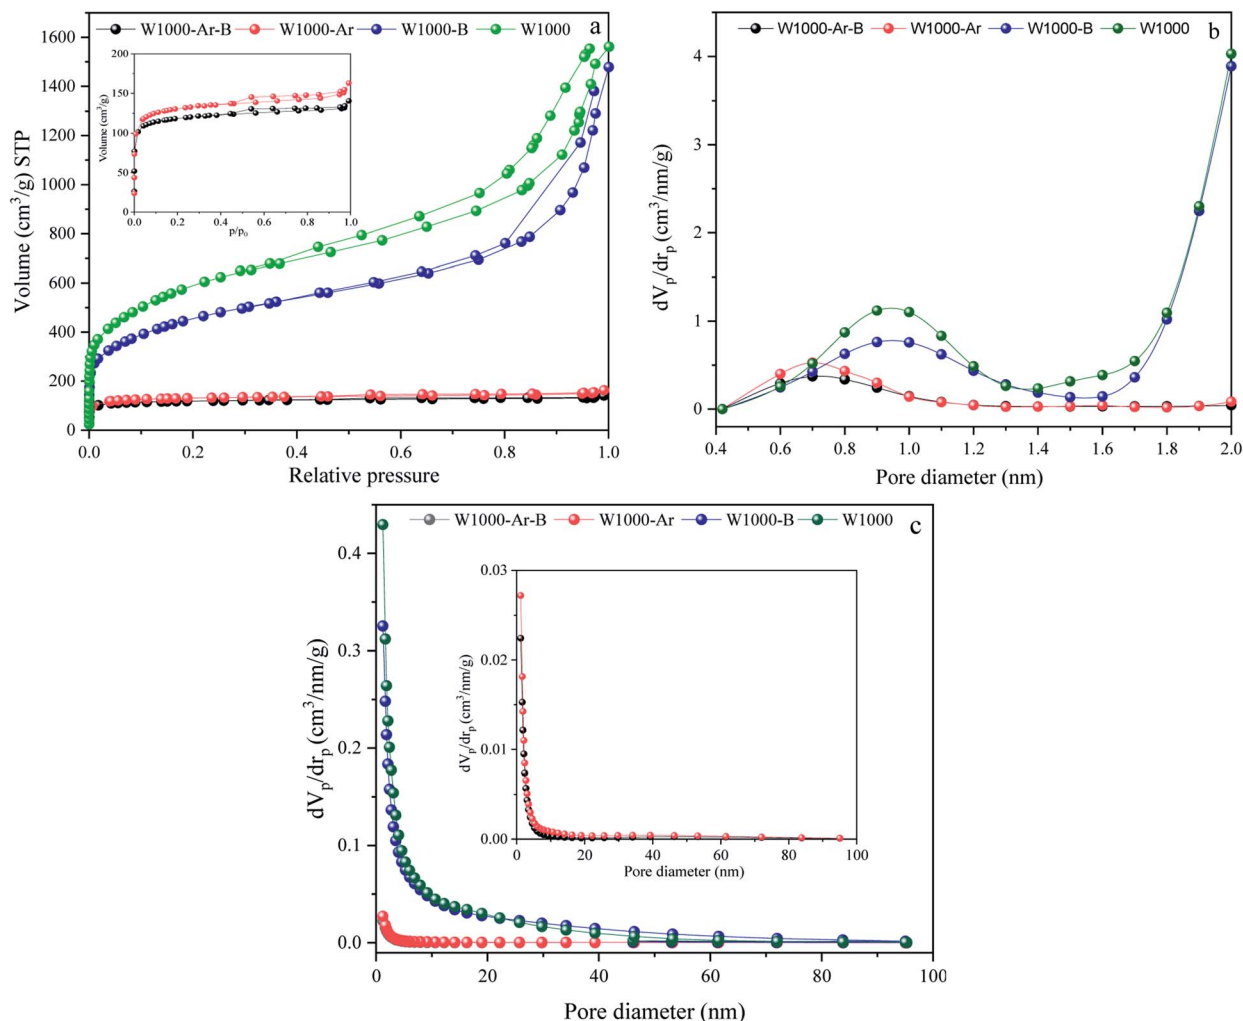 W1000-Ar-B W1000-Ar W1000-B W1000 a
1600
1400
1200
1000
800
600
400
200
0
Volume (cm³/g) STP
0.0 0.2 0.4 0.6 0.8 1.0
Relative pressure
200
150
100
50
0
Volume (cm³/g)
0.0 0.2 0.4 0.6 0.8 1.0
p/p₀
W1000-Ar-B W1000-Ar W1000-B W1000 b
4
3
2
1
0
dVₚ/drₚ (cm³/nm/g)
0.4 0.6 0.8 1.0 1.2 1.4 1.6 1.8 2.0
Pore diameter (nm)
W1000-Ar-B W1000-Ar W1000-B W1000 c
0.4
0.3
0.2
0.1
0.0
dVₚ/drₚ (cm³/nm/g)
0 20 40 60 80 100
Pore diameter (nm)
0.03
0.02
0.01
0.00
dVₚ/drₚ (cm³/nm/g)
0 20 40 60 80 100
Pore diameter (nm)